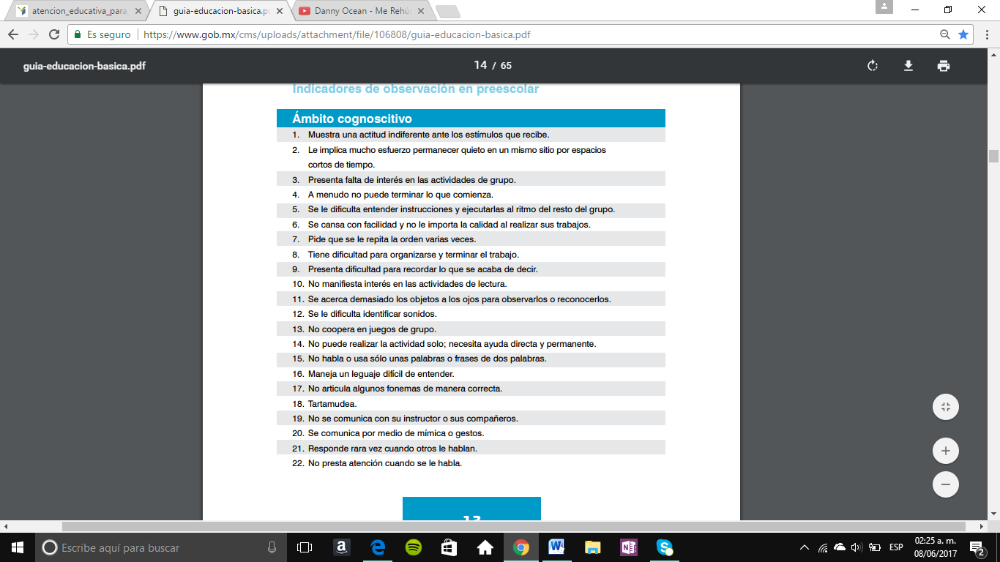 atencion_educativa_para
guia-educacion-basica.p
Danny Ocean - Me Rehú
Es seguro
https://www.gob.mx/cms/uploads/attachment/file/106808/guia-educacion-basica.pdf
guia-educacion-basica.pdf
14 / 65
Indicadores de observación en preescolar
Ámbito cognoscitivo
1. Muestra una actitud indiferente ante los estímulos que recibe.
2. Le implica mucho esfuerzo permanecer quieto en un mismo sitio por espacios
cortos de tiempo.
3. Presenta falta de interés en las actividades de grupo.
4. A menudo no puede terminar lo que comienza.
5. Se le dificulta entender instrucciones y ejecutarlas al ritmo del resto del grupo.
6. Se cansa con facilidad y no le importa la calidad al realizar sus trabajos.
7. Pide que se le repita la orden varias veces.
8. Tiene dificultad para organizarse y terminar el trabajo.
9. Presenta dificultad para recordar lo que se acaba de decir.
10. No manifiesta interés en las actividades de lectura.
11. Se acerca demasiado los objetos a los ojos para observarlos o reconocerlos.
12. Se le dificulta identificar sonidos.
13. No coopera en juegos de grupo.
14. No puede realizar la actividad solo; necesita ayuda directa y permanente.
15. No habla o usa sólo unas palabras o frases de dos palabras.
16. Maneja un leguaje difícil de entender.
17. No articula algunos fonemas de manera correcta.
18. Tartamudea.
19. No se comunica con su instructor o sus compañeros.
20. Se comunica por medio de mímica o gestos.
21. Responde rara vez cuando otros le hablan.
22. No presta atención cuando se le habla.
13
Escribe aquí para buscar
ESP
02:25 a. m.
08/06/2017
2